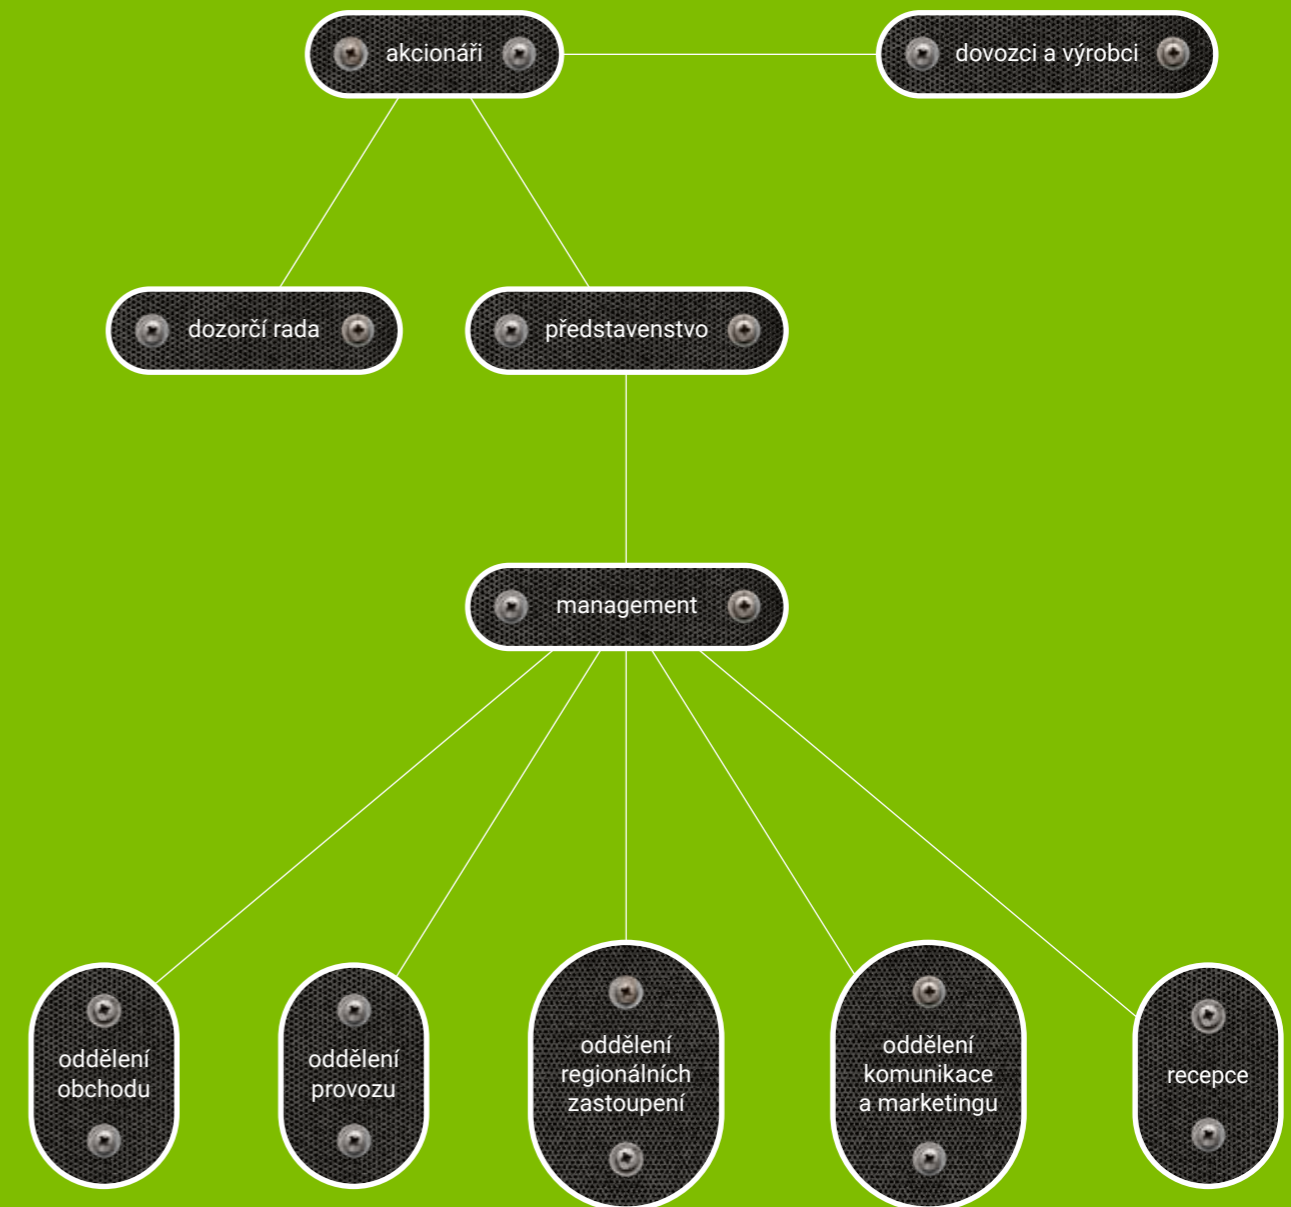 akcionáři
dovozci a výrobci
dozorčí rada
představenstvo
management
oddělení
obchodu
oddělení
provozu
oddělení
regionálních
zastoupení
oddělení
komunikace
a marketingu
recepce